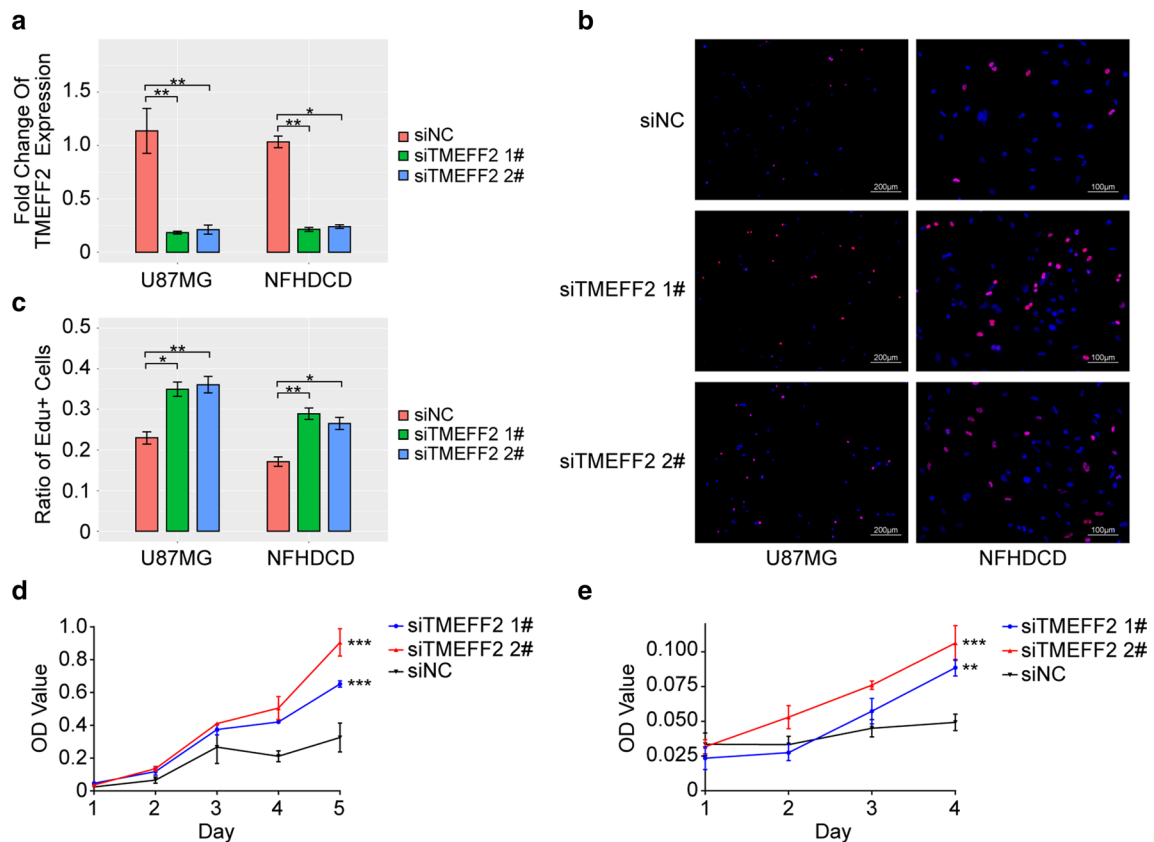 a
Fold Change Of
TMEFF2 Expression
1.5
1.0
0.5
0
**
**
**
*
U87MG
NFHDCD
siNC
siTMEFF2 1#
siTMEFF2 2#
b
siNC
siTMEFF2 1#
siTMEFF2 2#
200μm
100μm
200μm
100μm
200μm
100μm
U87MG
NFHDCD
c
Ratio of Edu+ Cells
0.5
0.4
0.3
0.2
0.1
0
**
*
*
**
U87MG
NFHDCD
siNC
siTMEFF2 1#
siTMEFF2 2#
d
OD Value
1.0
0.8
0.6
0.4
0.2
0
1 2 3 4 5
Day
siTMEFF2 1#
siTMEFF2 2#
siNC
***
***
e
OD Value
0.100
0.075
0.050
0.025
0
1 2 3 4
Day
siTMEFF2 1#
siTMEFF2 2#
siNC
***
**